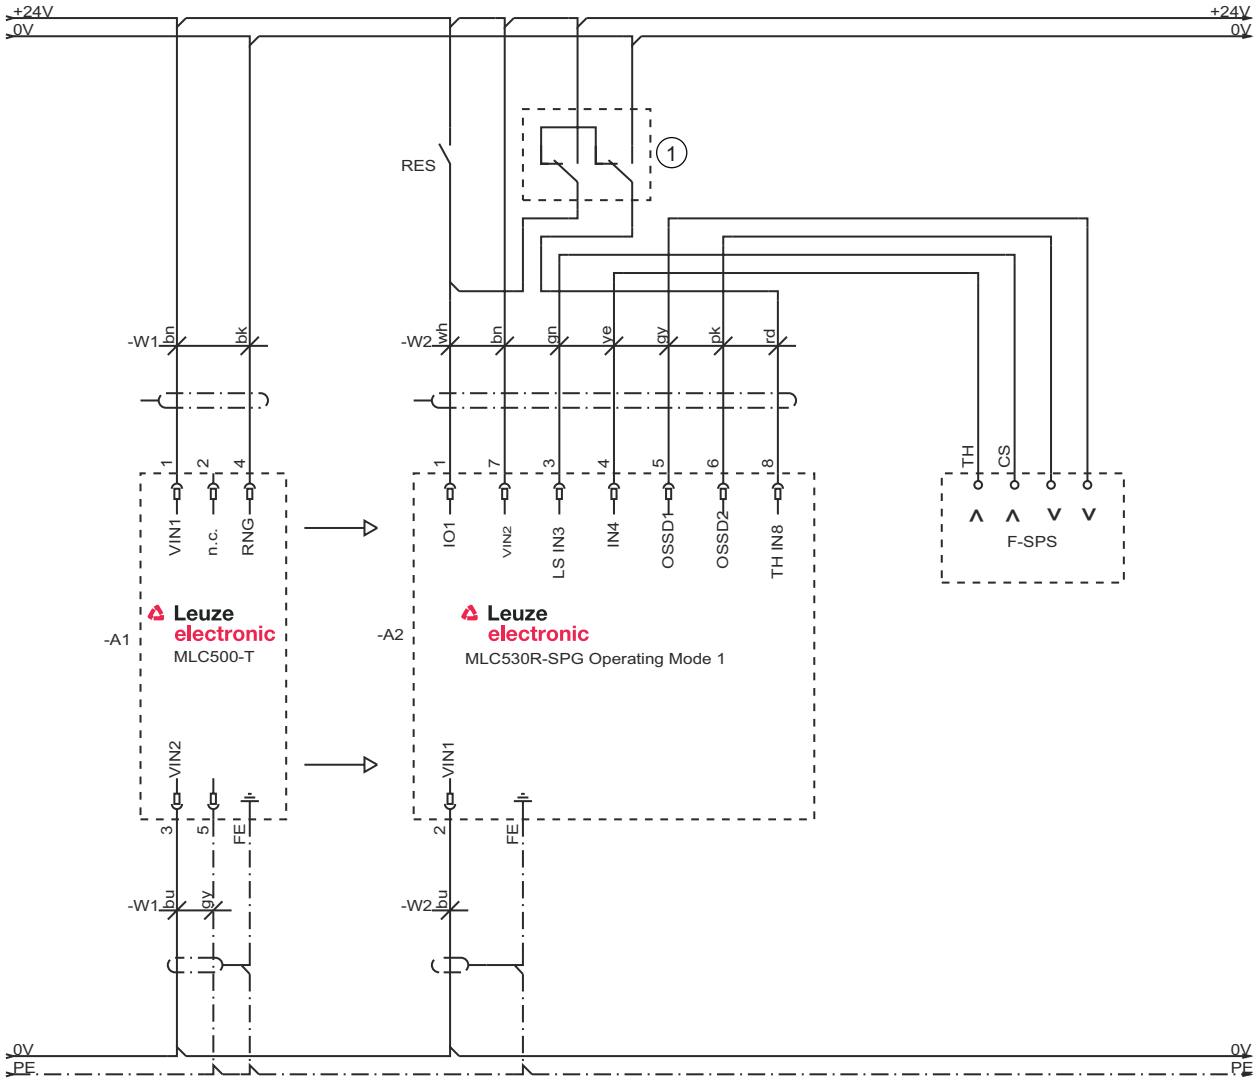 +24V +24V
0V 0V
1
RES
-W1 bn bk -W2 wh bn gn ye gy pk rd
1 2 4 1 7 3 4 5 6 8 TH CS
VIN1 n.c. RNG IO1 VIN2 LS IN3 IN4 OSSD1 OSSD2 TH IN8 F-SPS
Leuze Leuze
electronic electronic
-A1 -A2
MLC500-T MLC530R-SPG Operating Mode 1
VIN2 VIN1
3 5 FE 2 FE
-W1 bu gy -W2 bu
0V 0V
PE PE